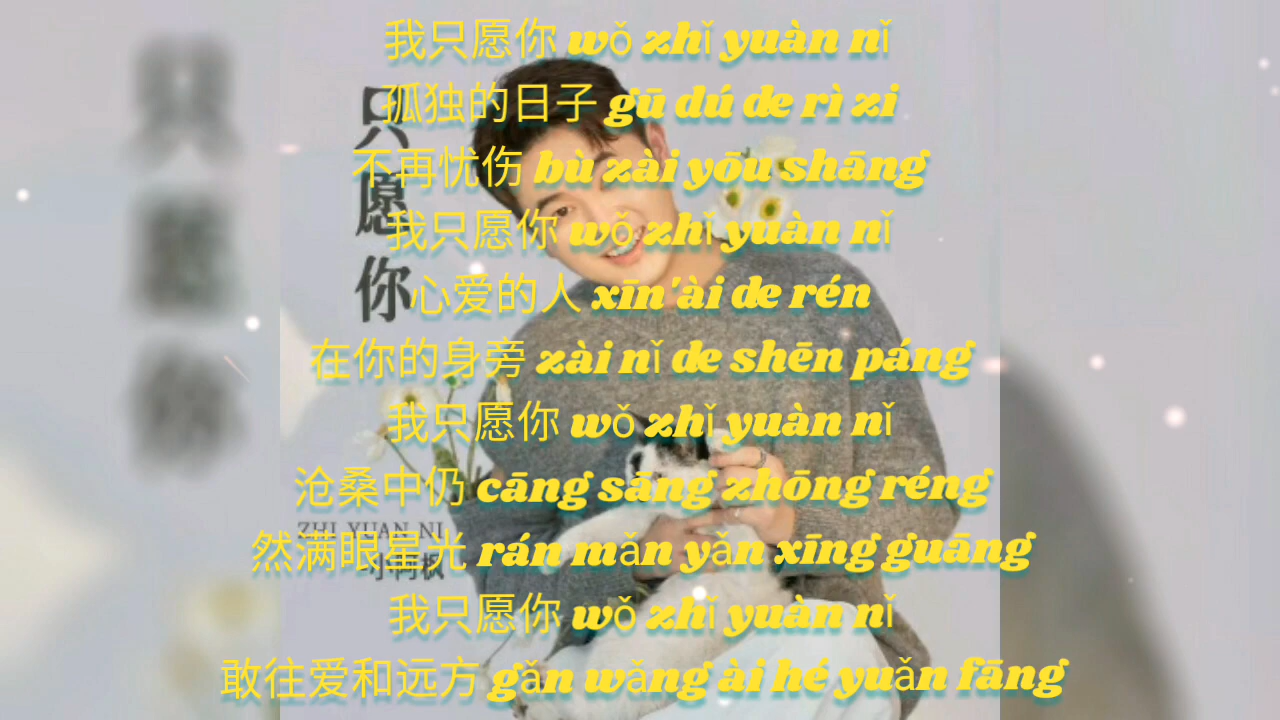 我只愿你 wǒ zhǐ yuàn nǐ
孤独的日子 gū dú de rì zi
不再忧伤 bù zài yōu shāng
我只愿你 wǒ zhǐ yuàn nǐ
心爱的人 xīn'ài de rén
在你的身旁 zài nǐ de shēn páng
我只愿你 wǒ zhǐ yuàn nǐ
沧桑中仍 cāng sāng zhōng réng
然满眼星光 rán mǎn yǎn xīng guāng
我只愿你 wǒ zhǐ yuàn nǐ
敢往爱和远方 gǎn wǎng ài hé yuǎn fāng
只愿你
ZHI YUAN NI
小阿枫